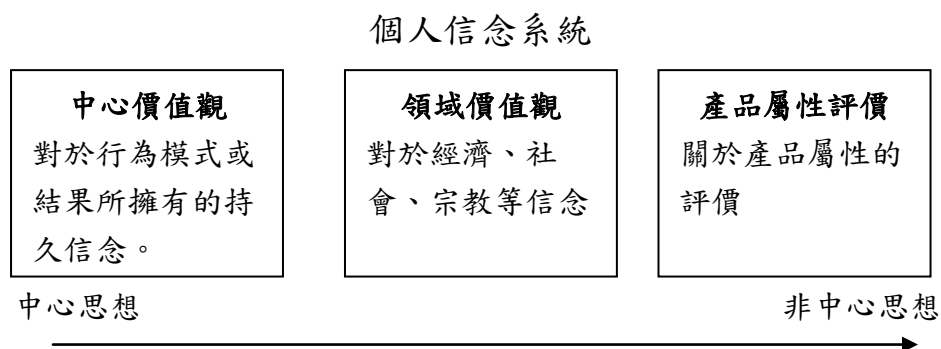 個人信念系統
中心價值觀
對於行為模式或
結果所擁有的持
久信念。
領域價值觀
對於經濟、社
會、宗教等信念
產品屬性評價
關於產品屬性的
評價
中心思想
非中心思想